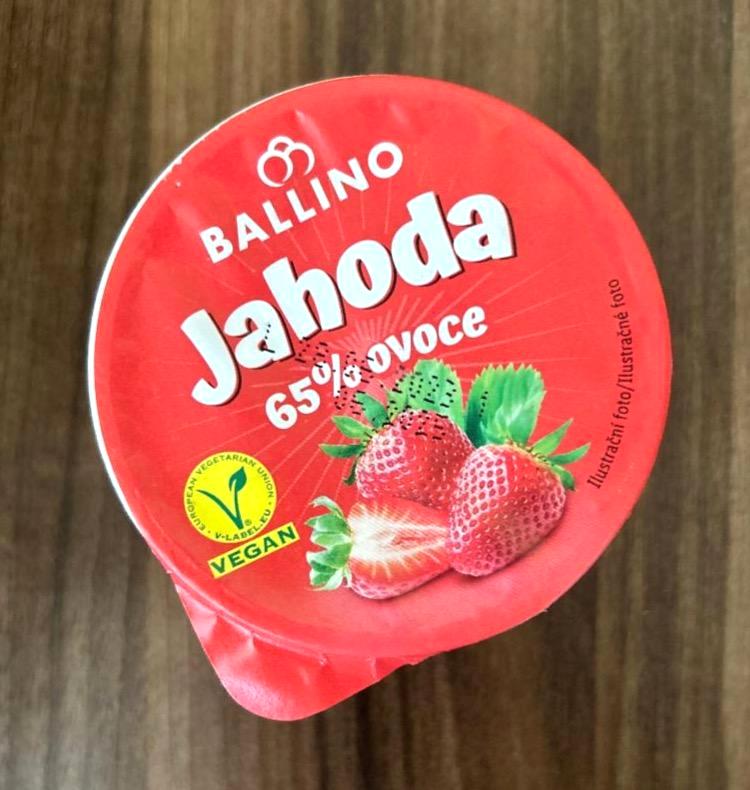 BALLINO
Jahoda
65% ovoce
EUROPEAN VEGETARIAN UNION
V-LABEL.EU
®
VEGAN
Ilustrační foto/Ilustračné foto